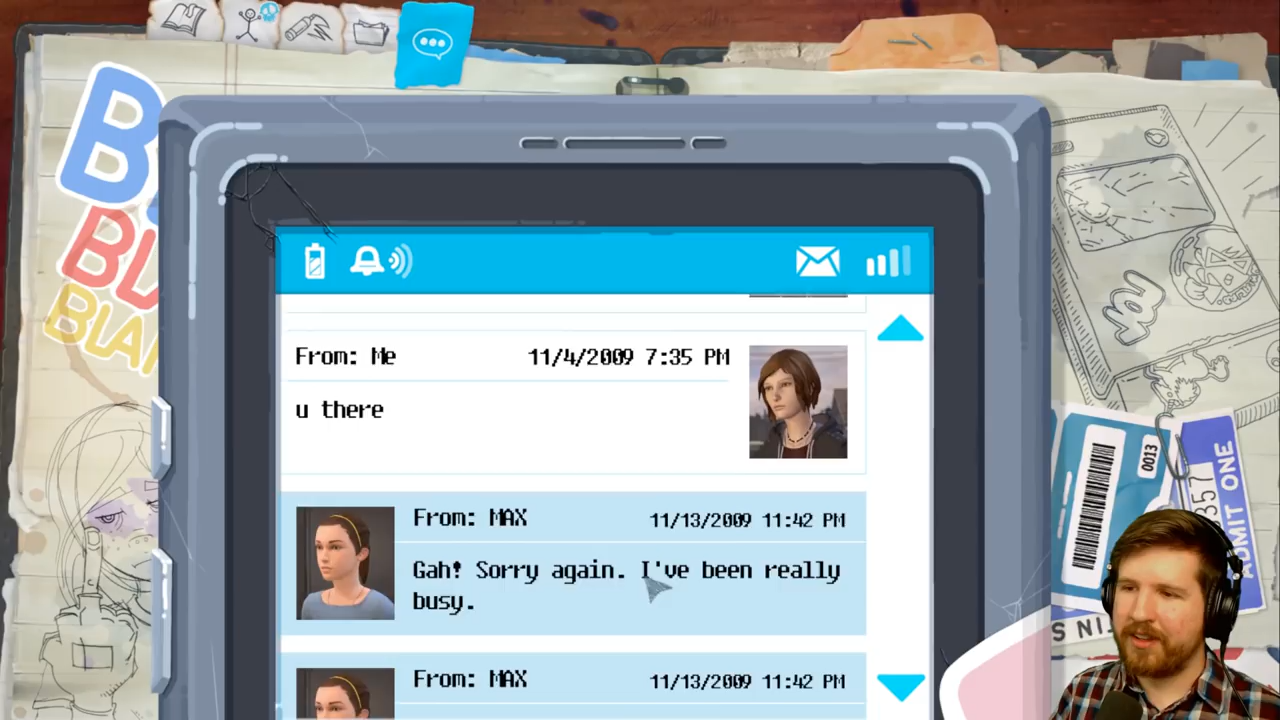 From: Me 11/4/2009 7:35 PM
u there
From: MAX 11/13/2009 11:42 PM
Gah! Sorry again. I've been really
busy.
From: MAX 11/13/2009 11:42 PM
0013
357
ADMIT ONE